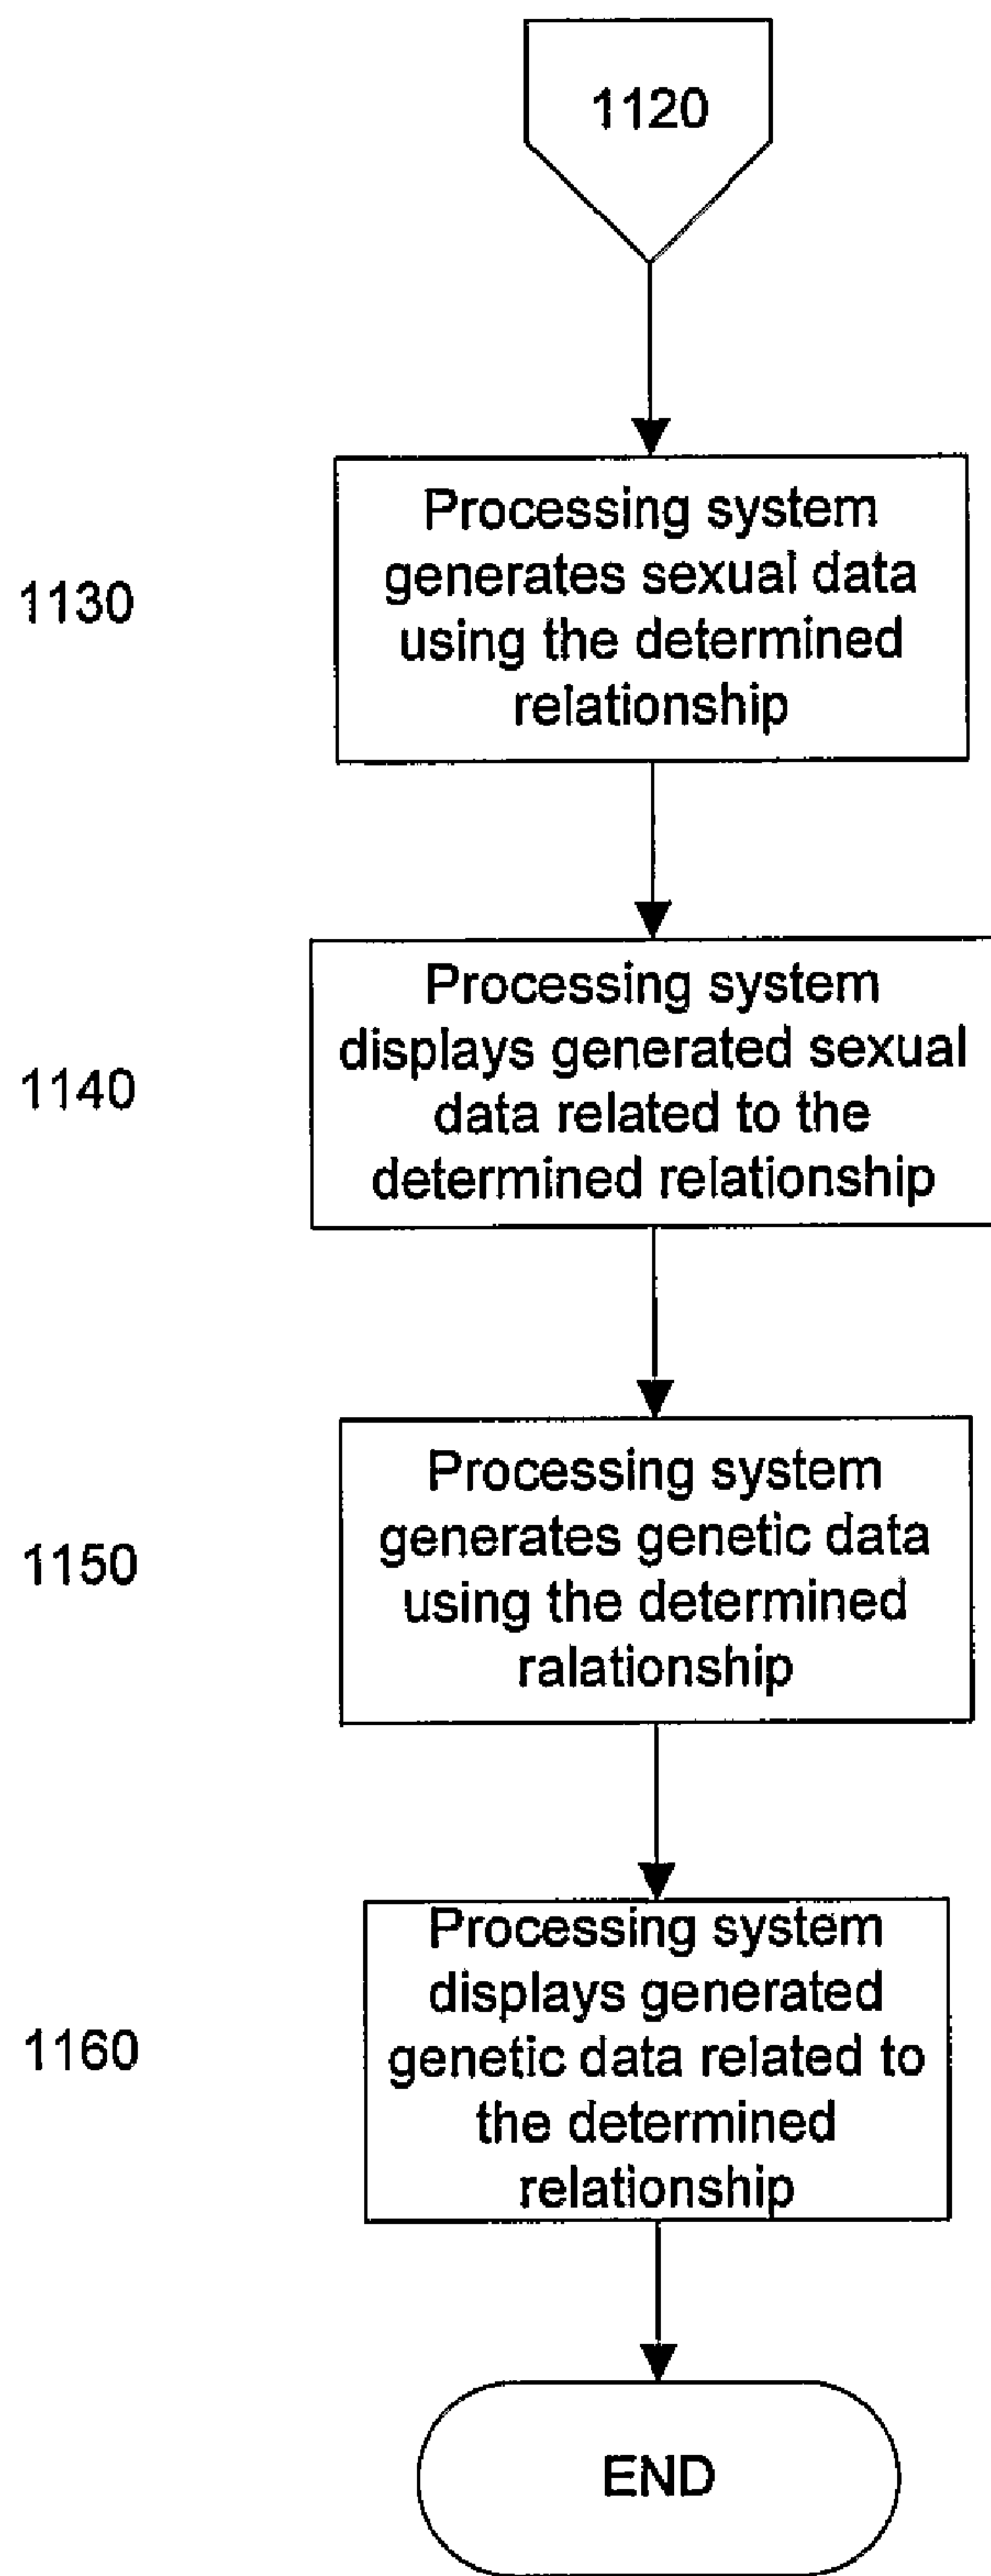 1120
1130
Processing system
generates sexual data
using the determined
relationship
1140
Processing system
displays generated sexual
data related to the
determined relationship
1150
Processing system
generates genetic data
using the determined
ralationship
1160
Processing system
displays generated
genetic data related to
the determined
relationship
END